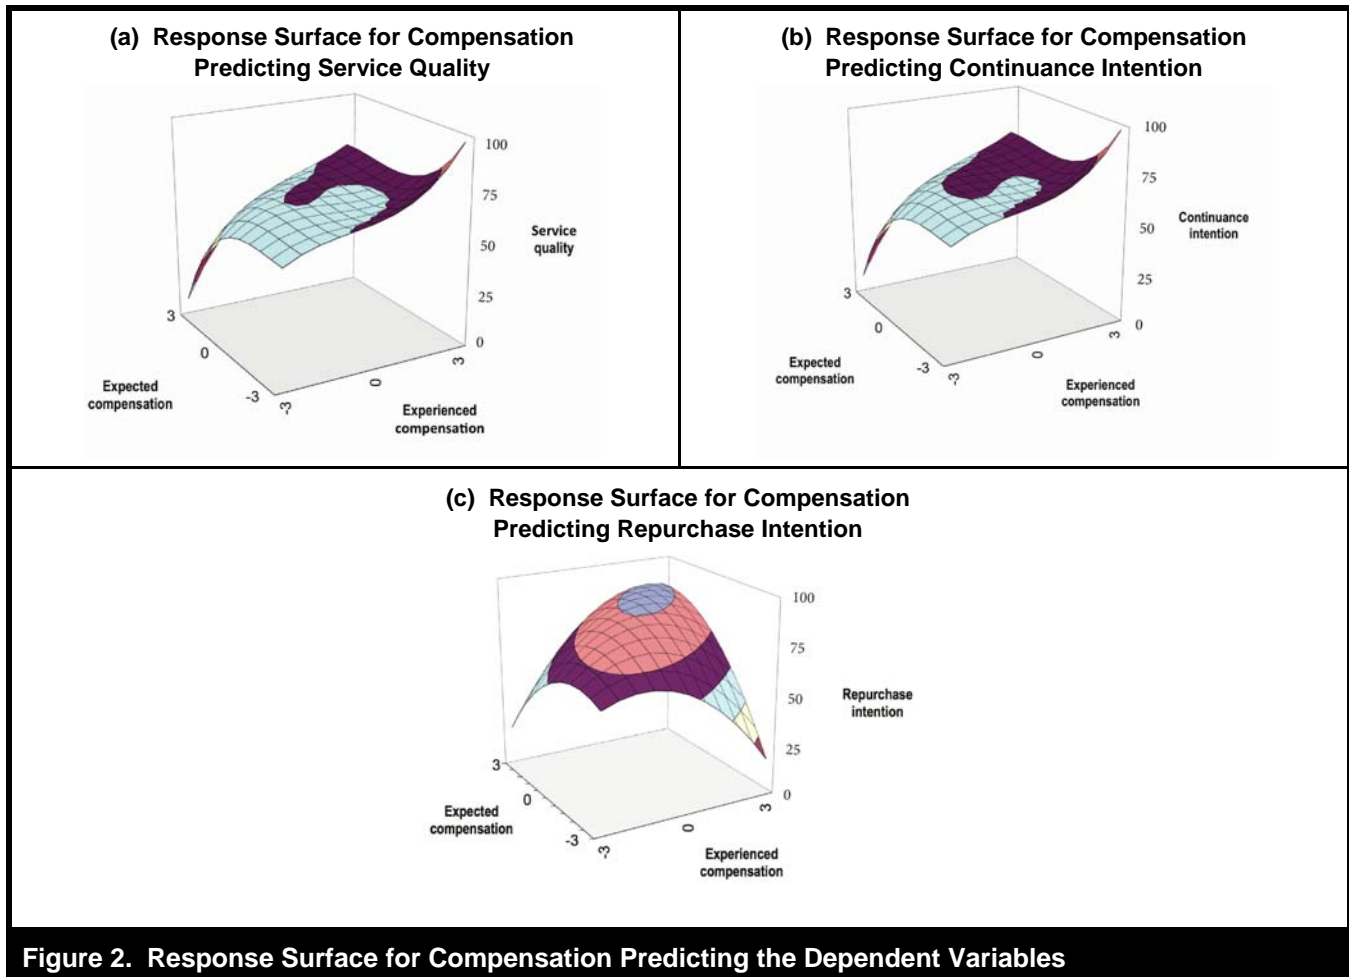 (a) Response Surface for Compensation
Predicting Service Quality
100
75
Service
quality
50
25
0
3
0
-3
Expected
compensation
-3
0
3
Experienced
compensation
(b) Response Surface for Compensation
Predicting Continuance Intention
100
75
Continuance
intention
50
25
0
3
0
-3
Expected
compensation
-3
0
3
Experienced
compensation
(c) Response Surface for Compensation
Predicting Repurchase Intention
100
75
Repurchase
intention
50
25
0
3
0
-3
Expected
compensation
-3
0
3
Experienced
compensation
Figure 2. Response Surface for Compensation Predicting the Dependent Variables